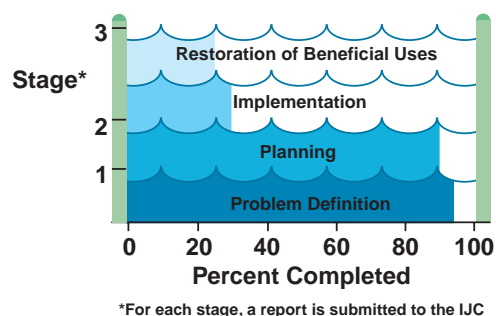 3
Restoration of Beneficial Uses
Stage*
Implementation
2
Planning
1
Problem Definition
0 20 40 60 80 100
Percent Completed
*For each stage, a report is submitted to the IJC